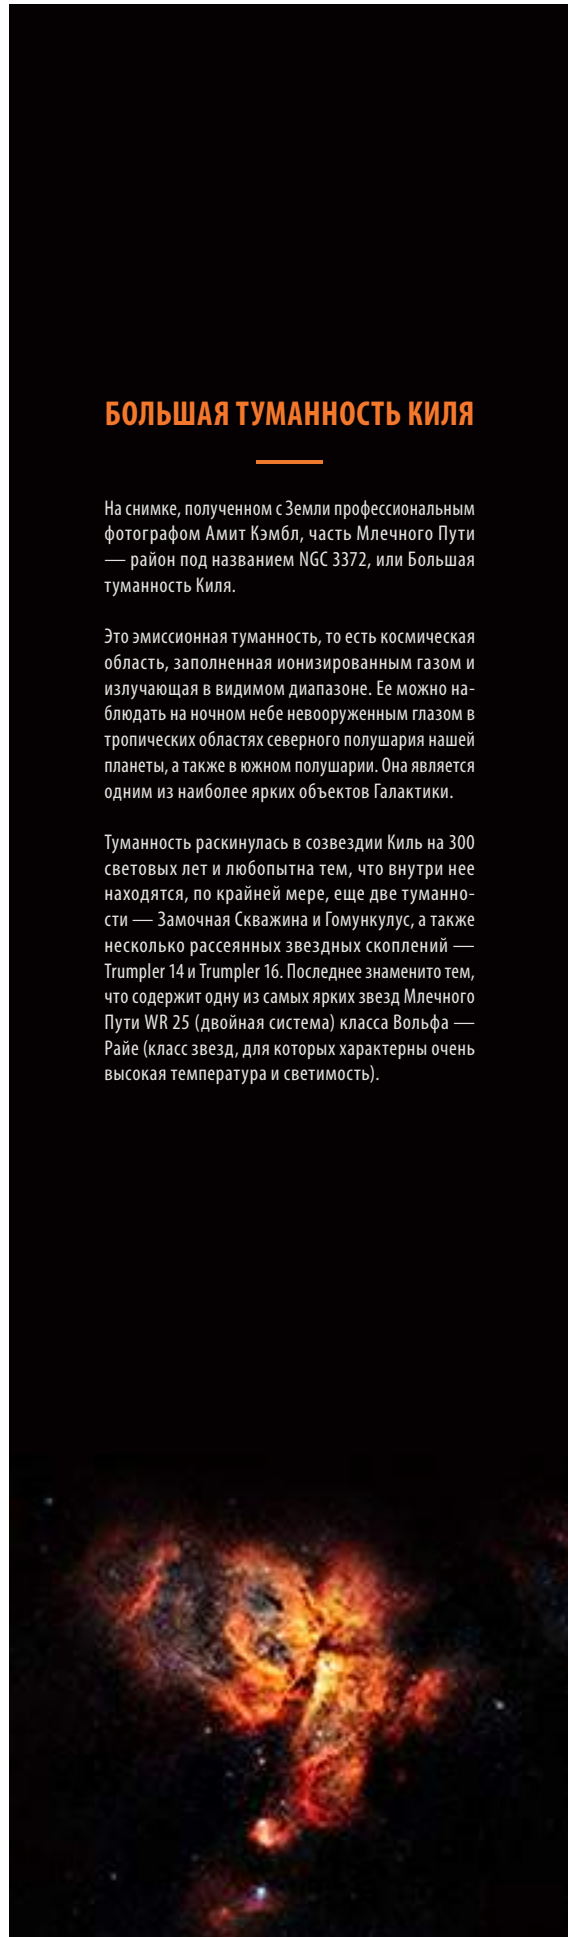 БОЛЬШАЯ ТУМАННОСТЬ КИЛЯ
На снимке, полученном с Земли профессиональным
фотографом Амит Кэмбл, часть Млечного Пути
— район под названием NGC 3372, или Большая
туманность Киля.
Это эмиссионная туманность, то есть космическая
область, заполненная ионизированным газом и
излучающая в видимом диапазоне. Ее можно на-
блюдать на ночном небе невооруженным глазом в
тропических областях северного полушария нашей
планеты, а также в южном полушарии. Она является
одним из наиболее ярких объектов Галактики.
Туманность раскинулась в созвездии Киль на 300
световых лет и любопытна тем, что внутри нее
находятся, по крайней мере, еще две туманно-
сти — Замочная Скважина и Гомункулус, а также
несколько рассеянных звездных скоплений —
Trumpler 14 и Trumpler 16. Последнее знаменито тем,
что содержит одну из самых ярких звезд Млечного
Пути WR 25 (двойная система) класса Вольфа —
Райе (класс звезд, для которых характерны очень
высокая температура и светимость).